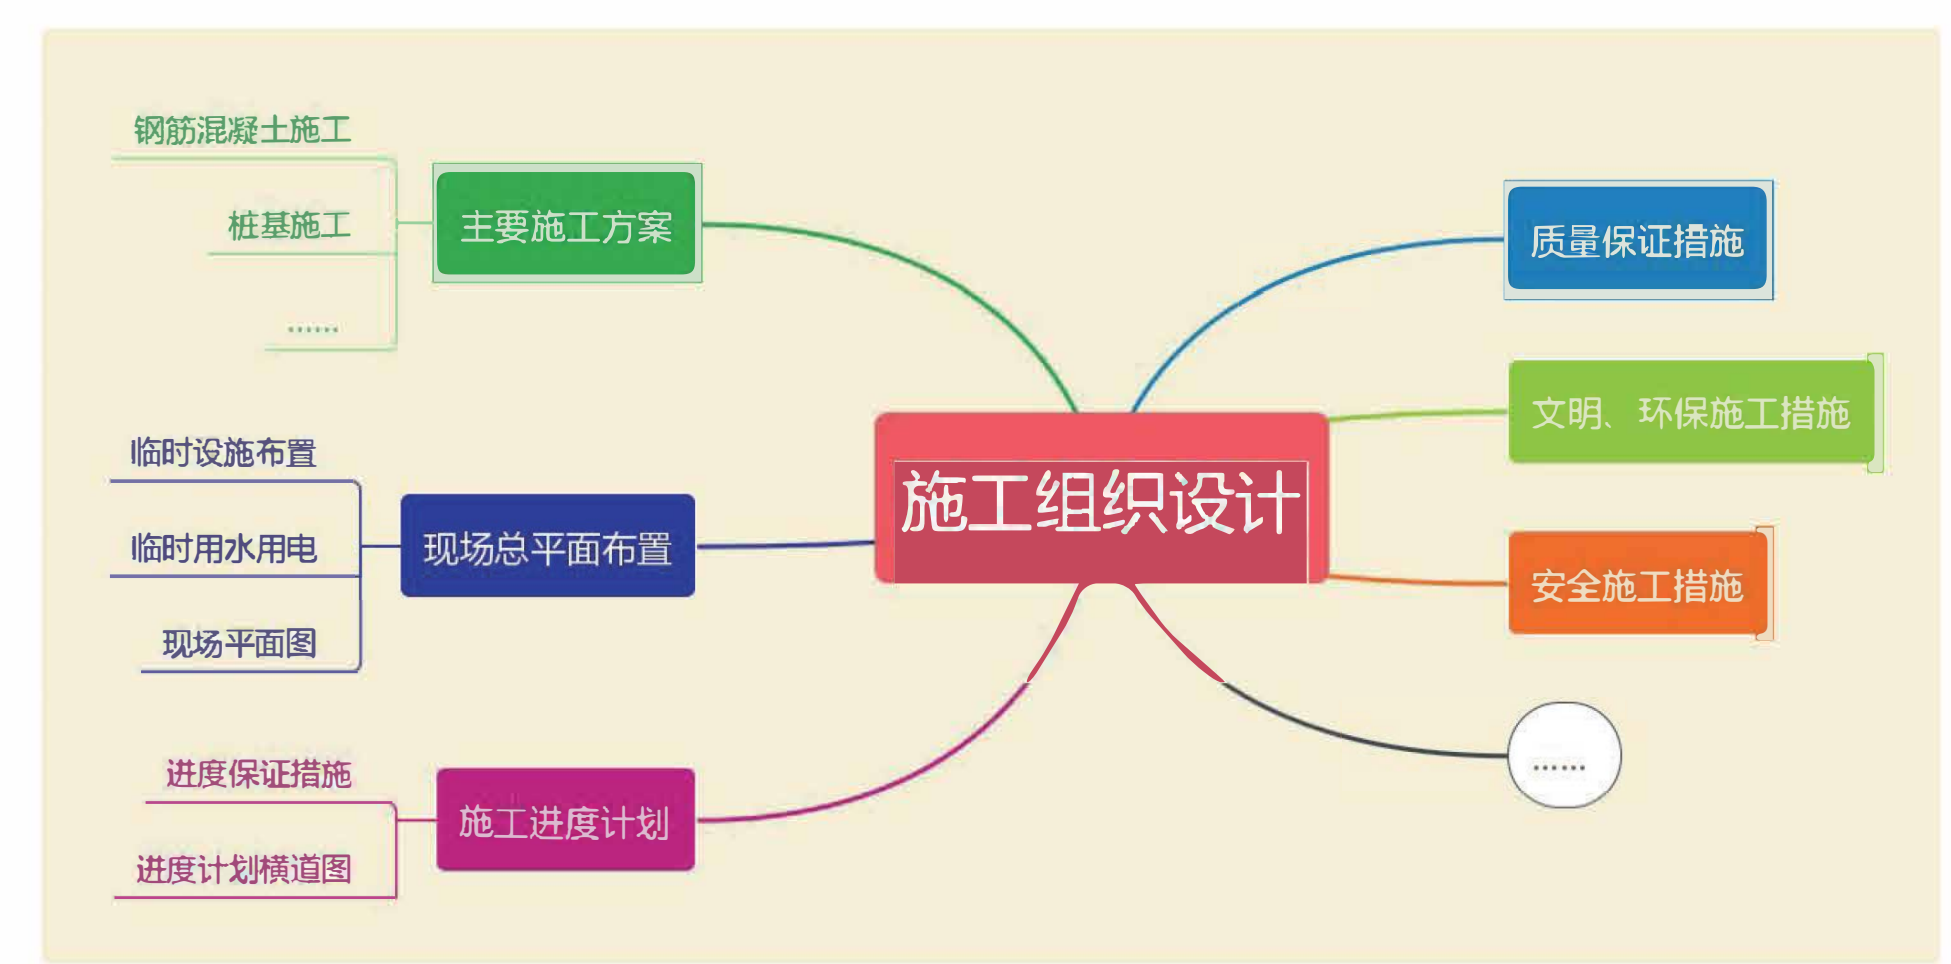 钢筋混凝土施工
桩基施工
……
主要施工方案
临时设施布置
临时用水用电
现场平面图
现场总平面布置
进度保证措施
进度计划横道图
施工进度计划
施工组织设计
质量保证措施
文明、环保施工措施
安全施工措施
……